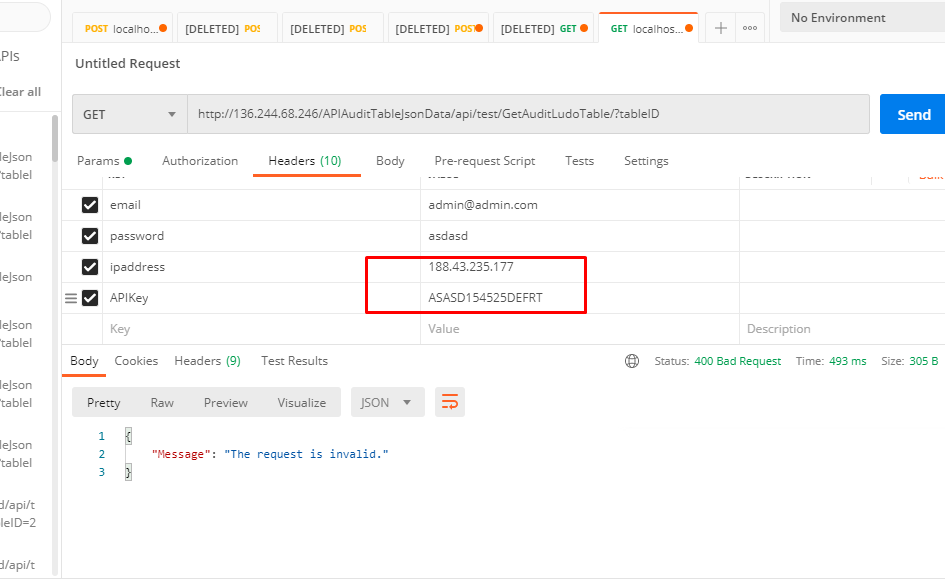 POST localho...
[DELETED] POS
[DELETED] POS
[DELETED] POST
[DELETED] GET
GET localhos...
No Environment
PIs
Clear all
Untitled Request
GET
http://136.244.68.246/APIAuditTableJsonData/api/test/GetAuditLudoTable/?tableID
Send
Params
Authorization
Headers (10)
Body
Pre-request Script
Tests
Settings
leJson
'tableI
email
admin@admin.com
leJson
'tableI
password
asdasd
ipaddress
188.43.235.177
leJson
APIKey
ASASD154525DEFRT
Key
Value
Description
leJson
'tableI
Body
Cookies
Headers (9)
Test Results
Status: 400 Bad Request
Time: 493 ms
Size: 305 B
leJson
'tableI
Pretty
Raw
Preview
Visualize
JSON
1 {
2 "Message": "The request is invalid."
3 }
leJson
'tableI
d/api/t
leID=2
d/api/t